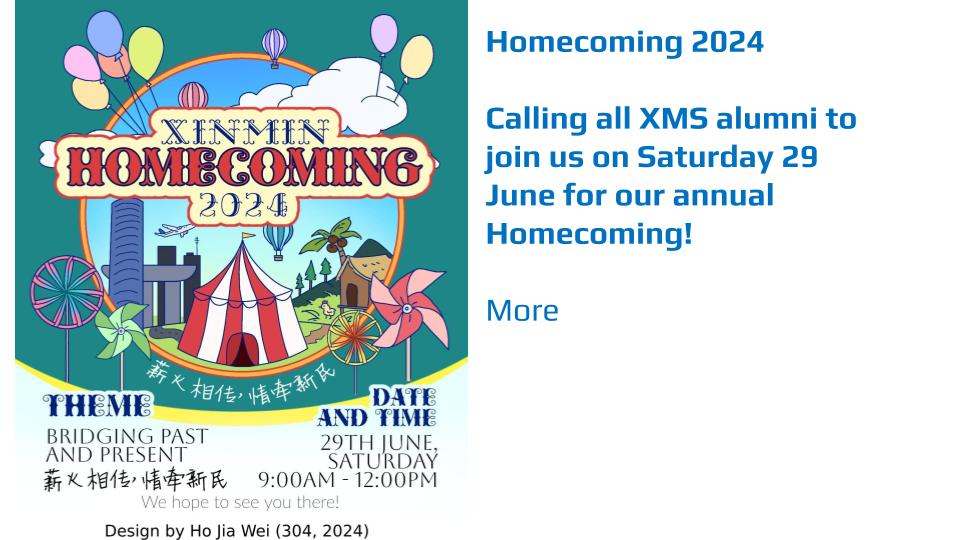 XINMIN
HOMECOMING
2024
薪火相传，情牵新民
THEME
BRIDGING PAST
AND PRESENT
薪火相传，情牵新民
DATE
AND TIME
29TH JUNE,
SATURDAY
9:00AM - 12:00PM
We hope to see you there!
Design by Ho Jia Wei (304, 2024)
Homecoming 2024
Calling all XMS alumni to
join us on Saturday 29
June for our annual
Homecoming!
More